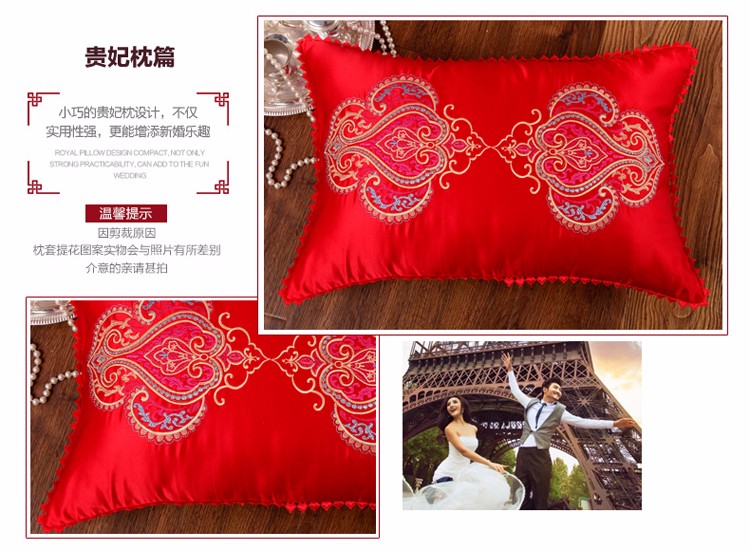 贵妃枕篇
小巧的贵妃枕设计，不仅
实用性强，更能增添新婚乐趣
ROYAL PILLOW DESIGN COMPACT, NOT ONLY
STRONG PRACTICABILITY, CAN ADD TO THE FUN
WEDDING
温馨提示
因剪裁原因
枕套提花图案实物会与照片有所差别
介意的亲请甚拍